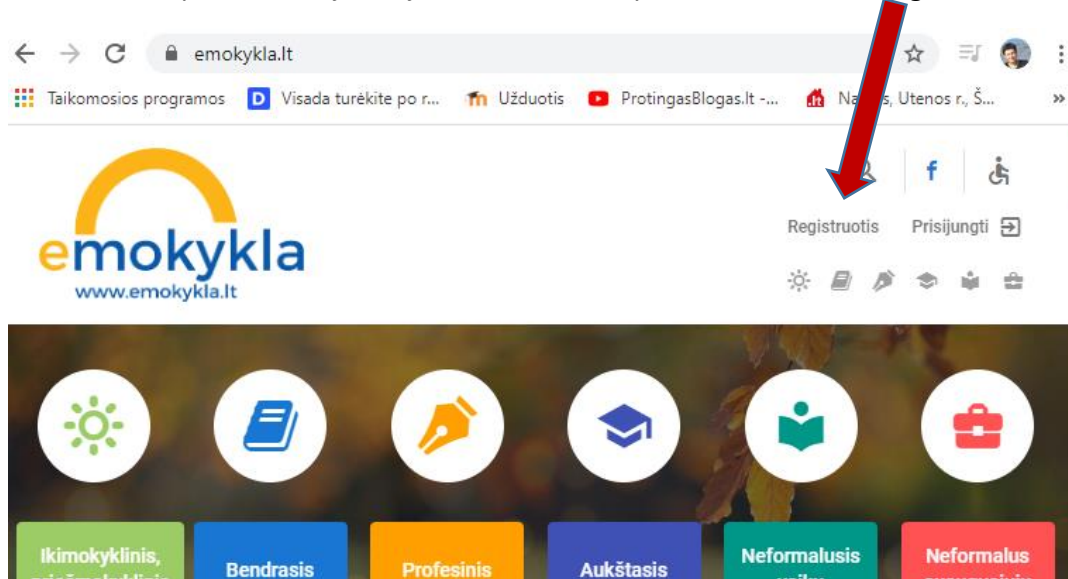 emokykla.lt
Taikomosios programos Visada turėkite po r... Užduotis ProtingasBlogas.lt -... Utenos r., Š... »
Registruotis Prisijungti
emokykla
www.emokykla.lt
Ikimokyklinis,
Bendrasis
Profesinis
Aukštasis
Neformalusis
Neformalus